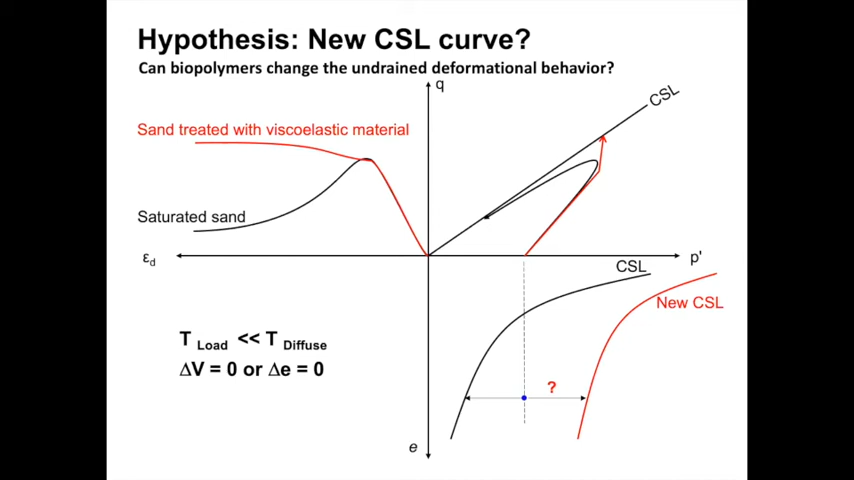 Hypothesis: New CSL curve?
Can biopolymers change the undrained deformational behavior?
q
CSL
Sand treated with viscoelastic material
Saturated sand
εd
p'
CSL
New CSL
T Load << T Diffuse
ΔV = 0 or Δe = 0
?
e